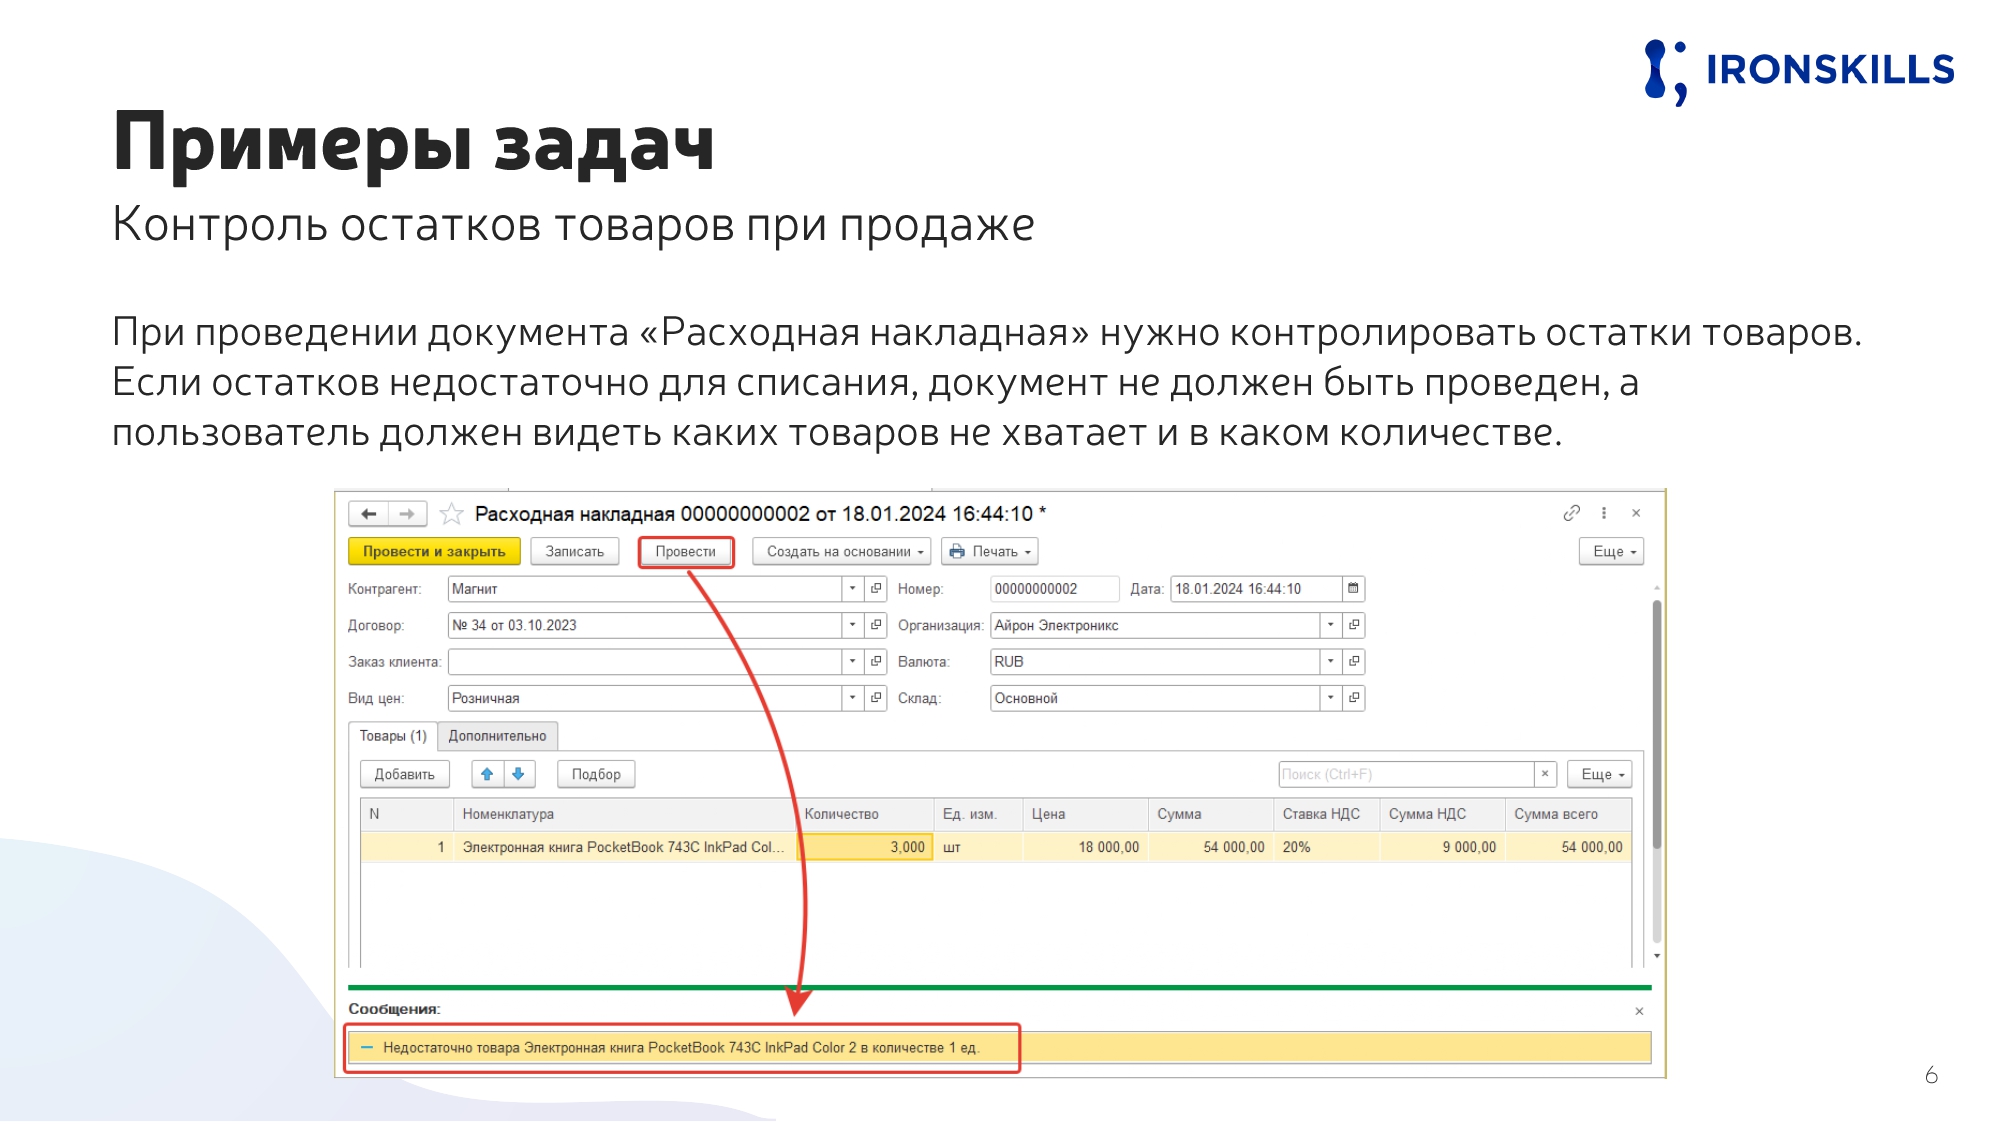 IRONSKILLS
Примеры задач
Контроль остатков товаров при продаже
При проведении документа «Расходная накладная» нужно контролировать остатки товаров.
Если остатков недостаточно для списания, документ не должен быть проведен, а
пользователь должен видеть каких товаров не хватает и в каком количестве.
Расходная накладная 00000000002 от 18.01.2024 16:44:10 *
Провести и закрыть Записать Провести Создать на основании Печать Еще
Контрагент: Магнит Номер: 00000000002 Дата: 18.01.2024 16:44:10
Договор: № 34 от 03.10.2023 Организация: Айрон Электроникс
Заказ клиента: Валюта: RUB
Вид цен: Розничная Склад: Основной
Товары (1) Дополнительно
Добавить Подбор Поиск (Ctrl+F) × Еще
N Номенклатура Количество Ед. изм. Цена Сумма Ставка НДС Сумма НДС Сумма всего
1 Электронная книга PocketBook 743C InkPad Col... 3,000 шт 18 000,00 54 000,00 20% 9 000,00 54 000,00
Сообщения:
Недостаточно товара Электронная книга PocketBook 743C InkPad Color 2 в количестве 1 ед.
6